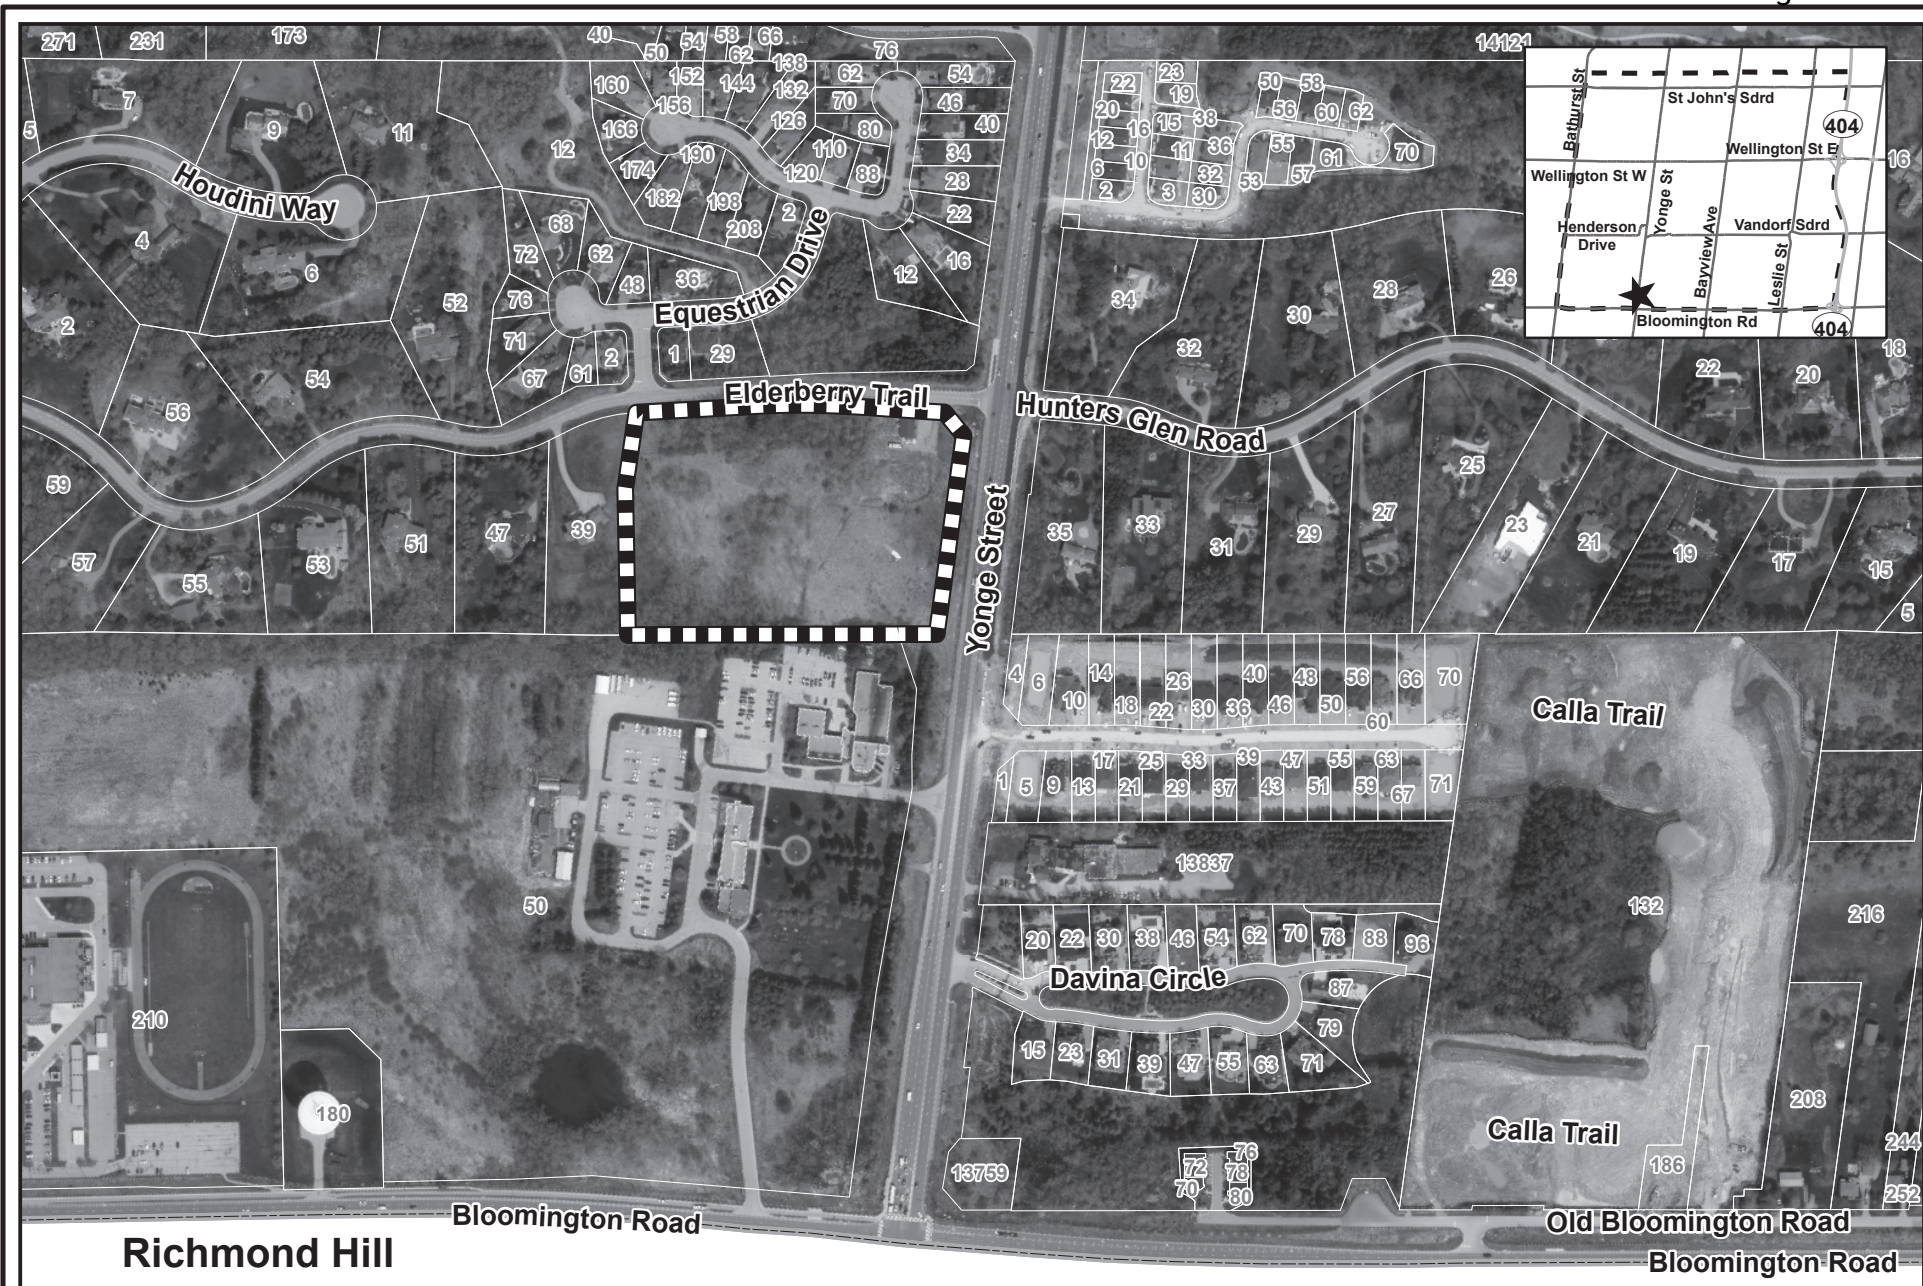 271 231 173 40 50 54 58 62 66 76 14121
7 9 11 5 12 160 152 144 138 132 62 54
156 126 70 46 166 80 40
174 190 110 34 120 88 28
182 198 2 208 22 16 12
22 23 19 50 58 56 60 62
20 15 38 12 16 36 55 61 70
11 6 10 32 53 57 2 3 30
Houdini Way
4 6 2 52 68 72 62 76 48 36
Equestrian Drive
71 67 61 2 1 29
34 32 30 28 26
54 56
Elderberry Trail
Hunters Glen Road
Bathurst St
St John's Sdrd
404
Wellington St E
Wellington St W
Yonge St
Henderson
Drive
Vandorf Sdrd
Bayview Ave
Leslie St
Bloomington Rd
404
16
22 20 18
59 57 55 53 51 47 39
Yonge Street
35 33 31 29 27 25 23 21 19 17 15 5
4 6 10 14 18 22 26 30 36 40 46 48 50 56 60 66 70
Calla Trail
1 5 9 13 17 21 25 29 33 37 39 43 47 51 55 59 63 67 71
13837
50
132
216
20 22 30 38 46 54 62 70 78 88 96
Davina Circle
87
79
210
15 23 31 39 47 55 63 71
180
208
Calla Trail
13759
72 76 78 70 80
186
244
252
Bloomington Road
Old Bloomington Road
Richmond Hill
Bloomington Road